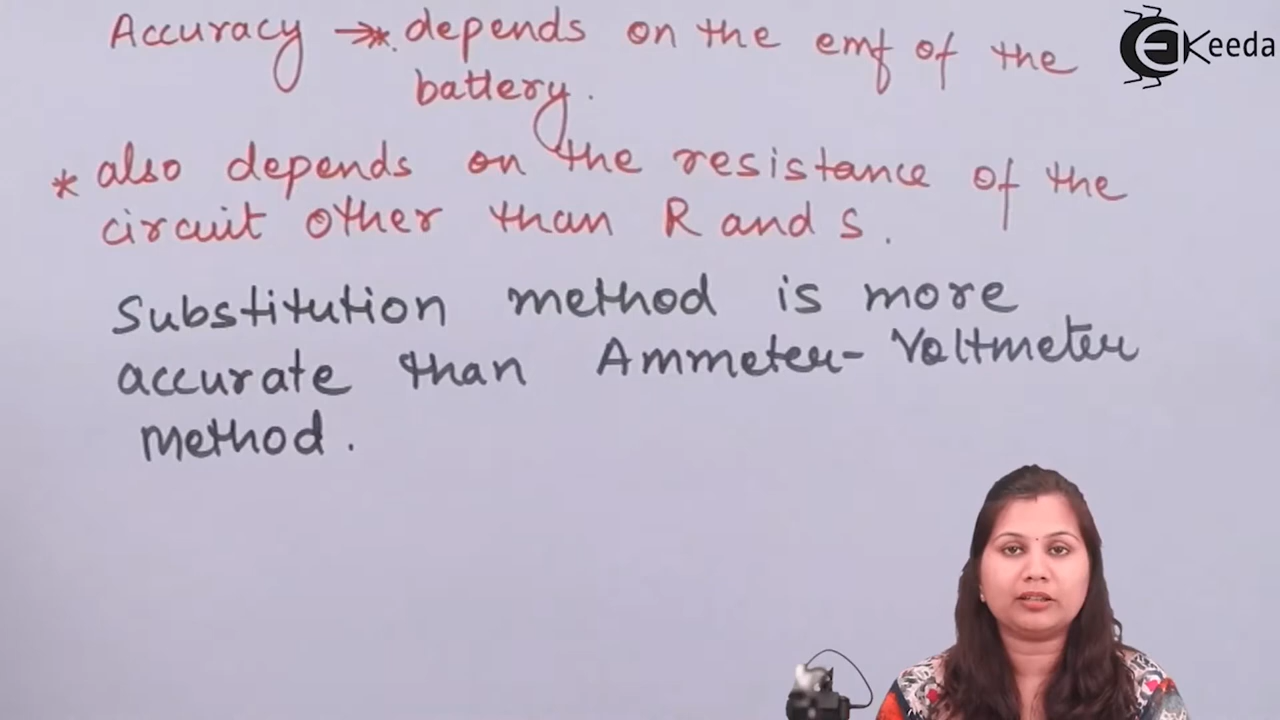 Accuracy →*. depends on the emf of the
battery.
* also depends on the resistance of the
circuit other than R and S.
Substitution method is more
accurate than Ammeter-Voltmeter
method.
EKeeda